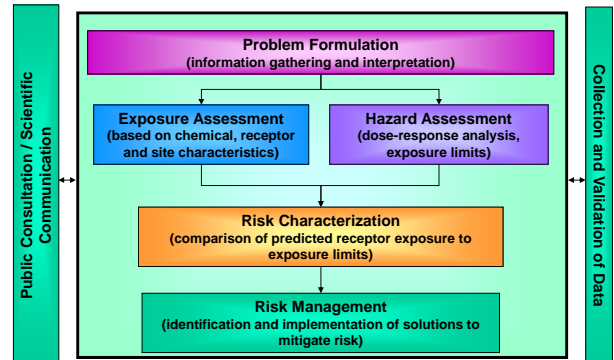 Public Consultation / Scientific
Communication
Problem Formulation
(information gathering and interpretation)
Exposure Assessment
(based on chemical, receptor
and site characteristics)
Hazard Assessment
(dose-response analysis,
exposure limits)
Risk Characterization
(comparison of predicted receptor exposure to
exposure limits)
Risk Management
(identification and implementation of solutions to
mitigate risk)
Collection and Validation of Data